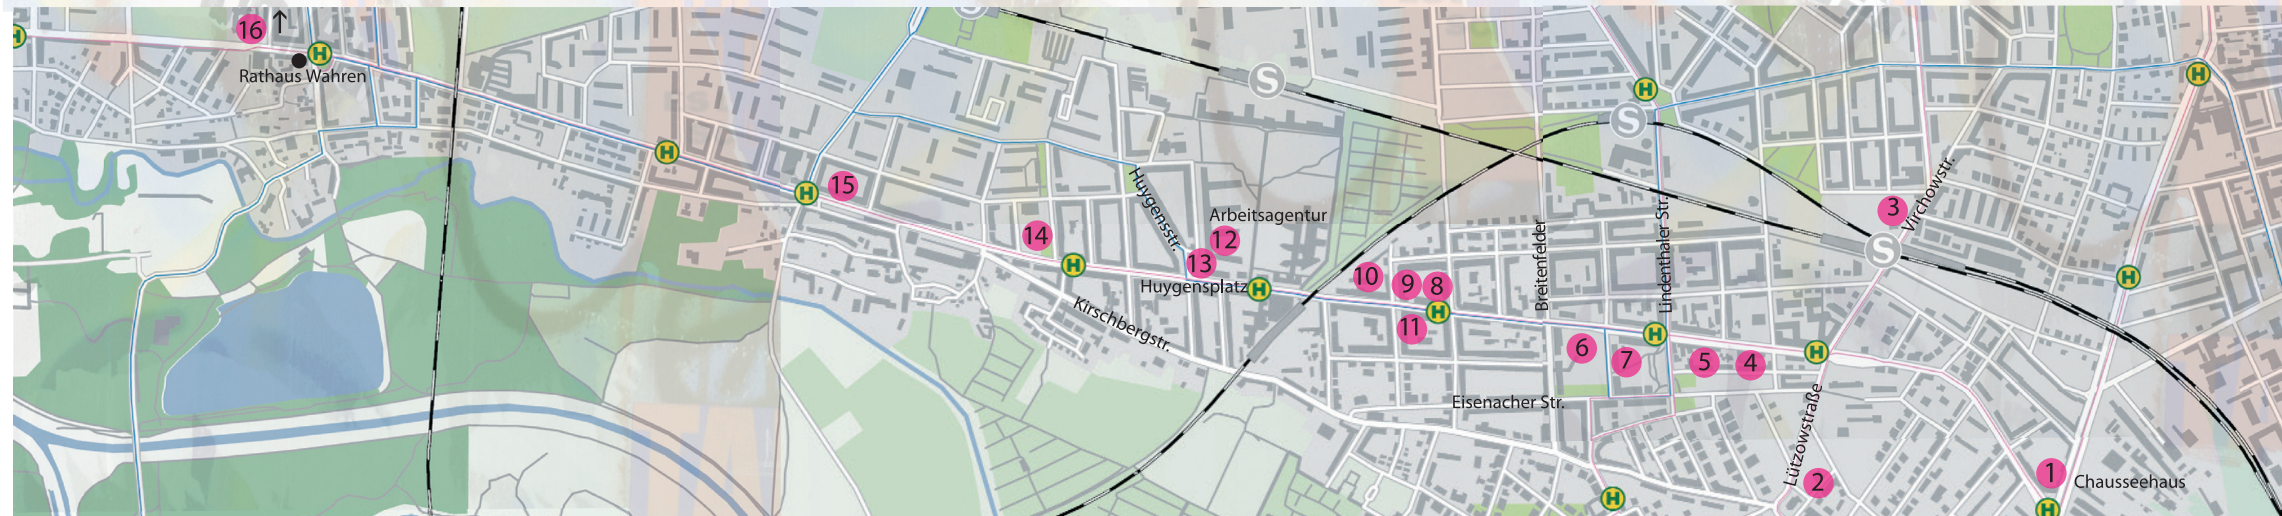 16 ↑
H
H
Rathaus Wahren
H
H
15
S
S
14
H
Huygensstr.
Arbeitsagentur
12
13
Huygensplatz
H
Kirschbergstr.
10
9
8
H
11
Breitenfelder
Lindenthaler Str.
H
S
H
6
7
5
4
H
Eisenacher Str.
H
3
Virchowstr.
S
H
H
Lützowstraße
2
1
Chausseehaus
H